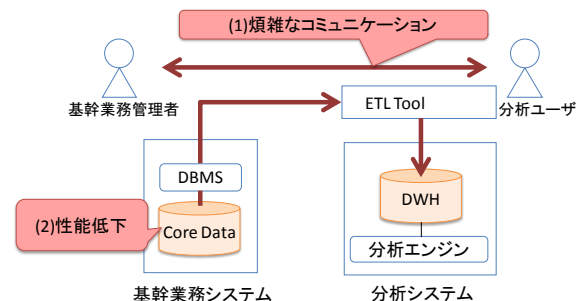 (1)煩雑なコミュニケーション
基幹業務管理者
ETL Tool
分析ユーザ
DBMS
(2)性能低下
Core Data
DWH
分析エンジン
基幹業務システム
分析システム